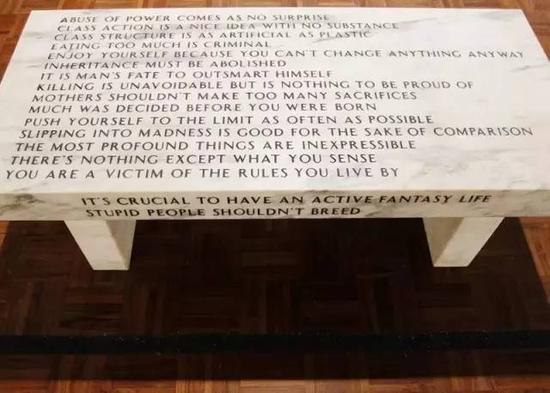 ABUSE OF POWER COMES AS NO SURPRISE
CLASS ACTION IS A NICE IDEA WITH NO SUBSTANCE
CLASS STRUCTURE IS AS ARTIFICIAL AS PLASTIC
EATING TOO MUCH IS CRIMINAL
ENJOY YOURSELF BECAUSE YOU CAN'T CHANGE ANYTHING ANYWAY
INHERITANCE MUST BE ABOLISHED
IT IS MAN'S FATE TO OUTSMART HIMSELF
KILLING IS UNAVOIDABLE BUT IS NOTHING TO BE PROUD OF
MOTHERS SHOULDN'T MAKE TOO MANY SACRIFICES
MUCH WAS DECIDED BEFORE YOU WERE BORN
PUSH YOURSELF TO THE LIMIT AS OFTEN AS POSSIBLE
SLIPPING INTO MADNESS IS GOOD FOR THE SAKE OF COMPARISON
THE MOST PROFOUND THINGS ARE INEXPRESSIBLE
THERE'S NOTHING EXCEPT WHAT YOU SENSE
YOU ARE A VICTIM OF THE RULES YOU LIVE BY
IT'S CRUCIAL TO HAVE AN ACTIVE FANTASY LIFE
STUPID PEOPLE SHOULDN'T BREED